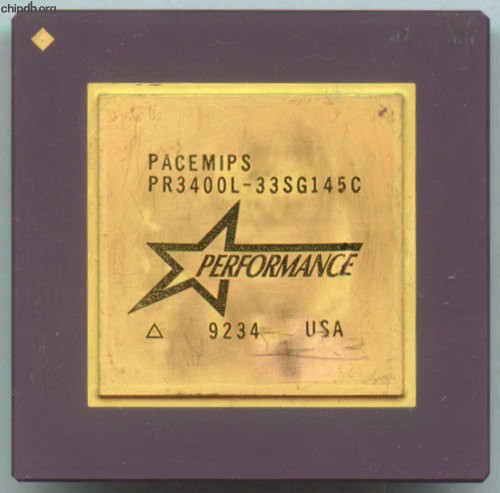 chipdb.org
PACEMIPS
PR3400L-33SG145C
PERFORMANCE
△ 9234 USA